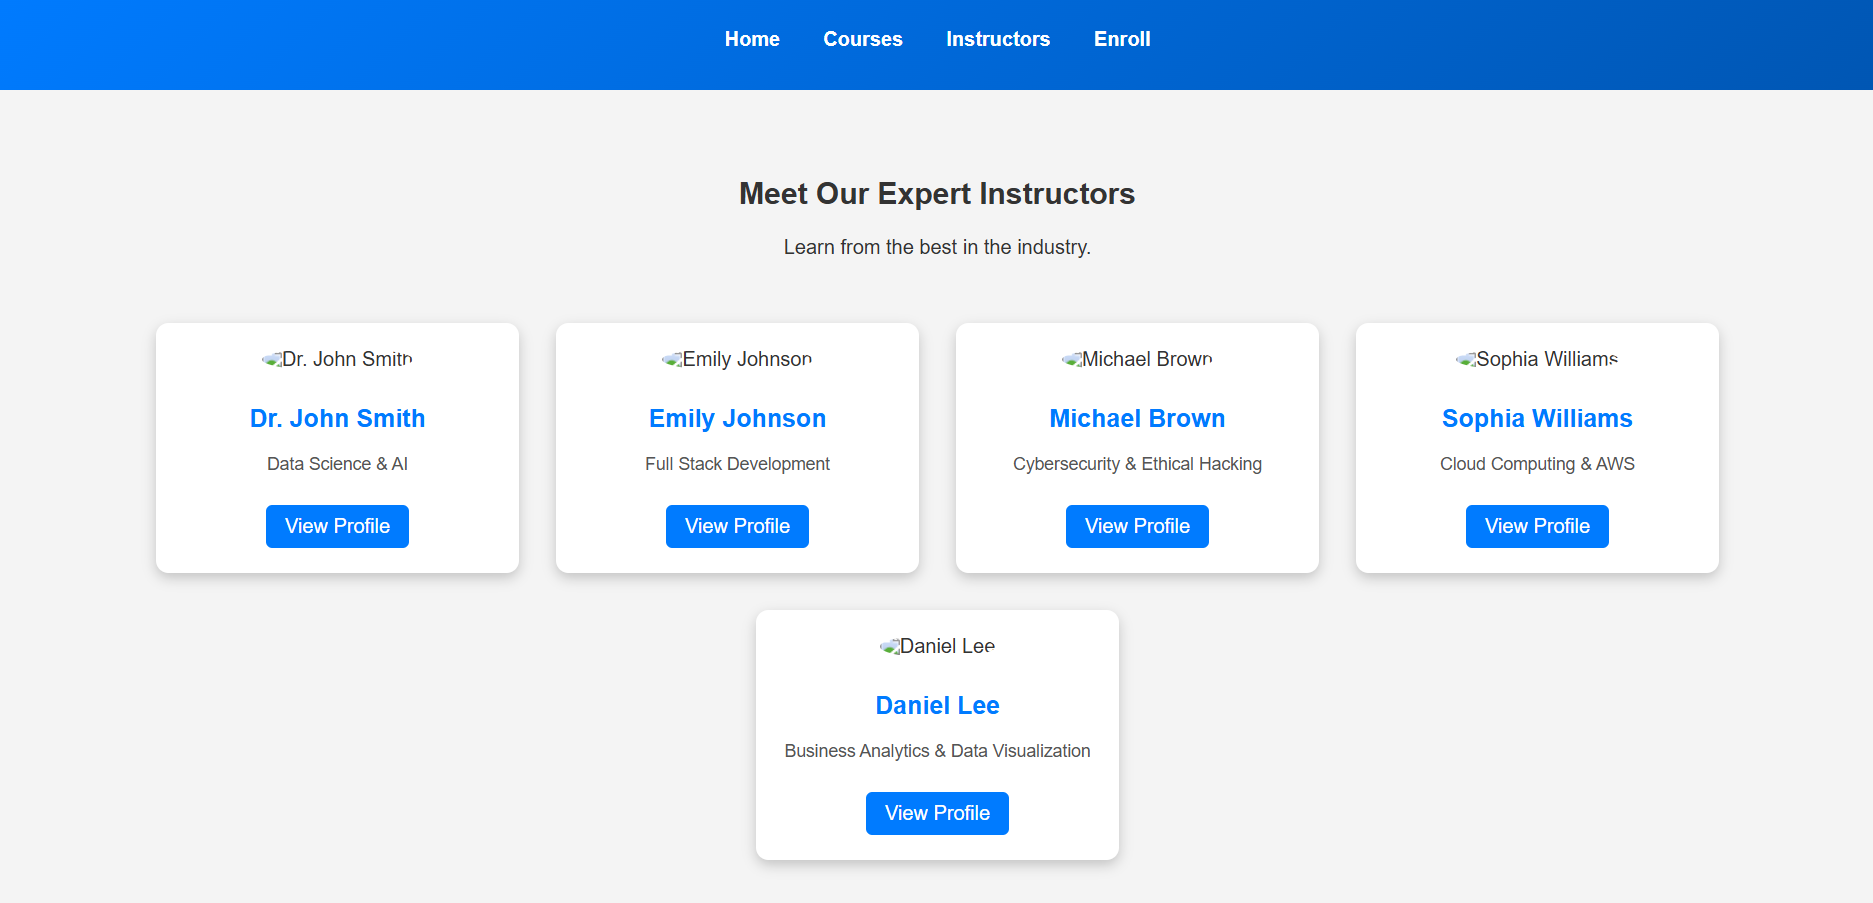 Home Courses Instructors Enroll
Meet Our Expert Instructors
Learn from the best in the industry.
Dr. John Smith
Dr. John Smith
Data Science & AI
View Profile
Emily Johnson
Emily Johnson
Full Stack Development
View Profile
Michael Brown
Michael Brown
Cybersecurity & Ethical Hacking
View Profile
Sophia Williams
Sophia Williams
Cloud Computing & AWS
View Profile
Daniel Lee
Daniel Lee
Business Analytics & Data Visualization
View Profile